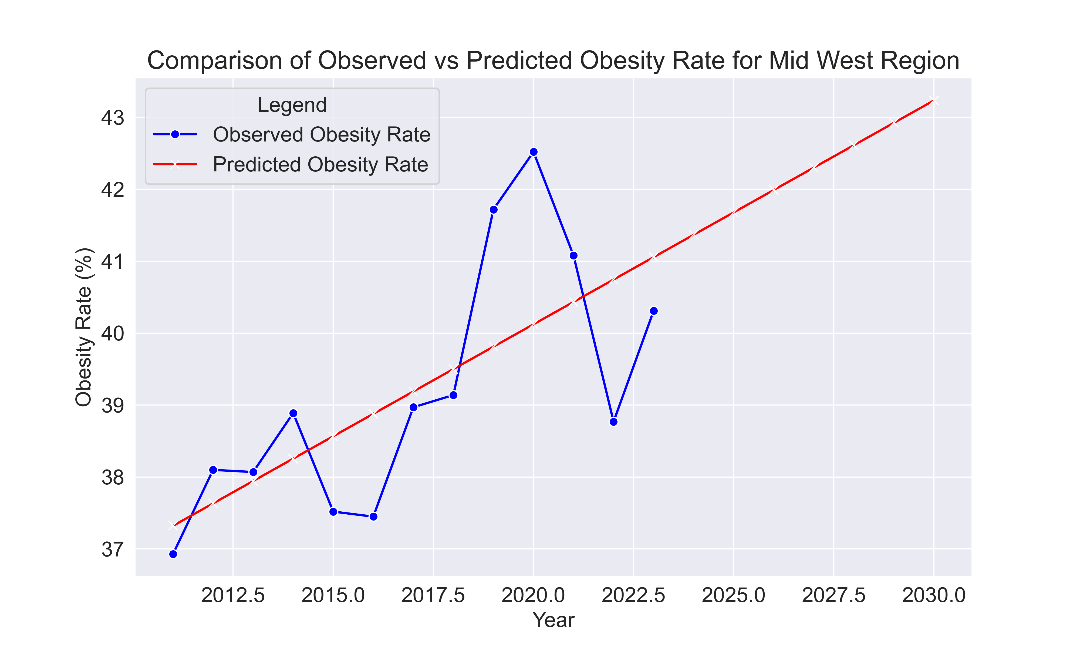 Comparison of Observed vs Predicted Obesity Rate for Mid West Region
Legend
Observed Obesity Rate
Predicted Obesity Rate
43
42
41
40
39
38
37
Obesity Rate (%)
2012.5 2015.0 2017.5 2020.0 2022.5 2025.0 2027.5 2030.0
Year